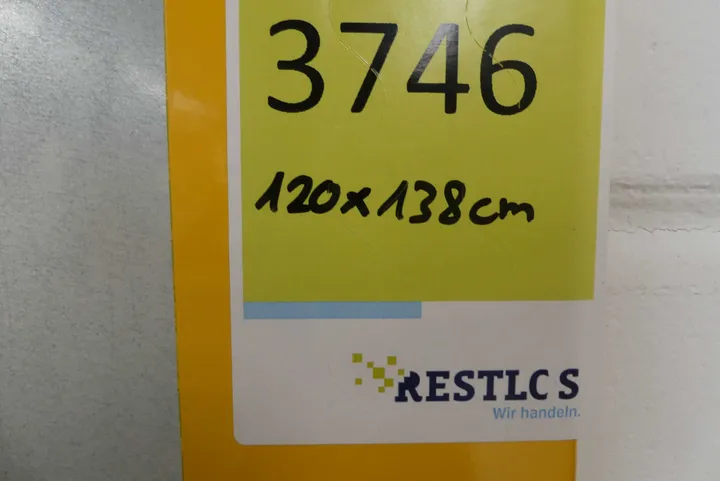 3746
120x138cm
RESTLOS
Wir handeln.